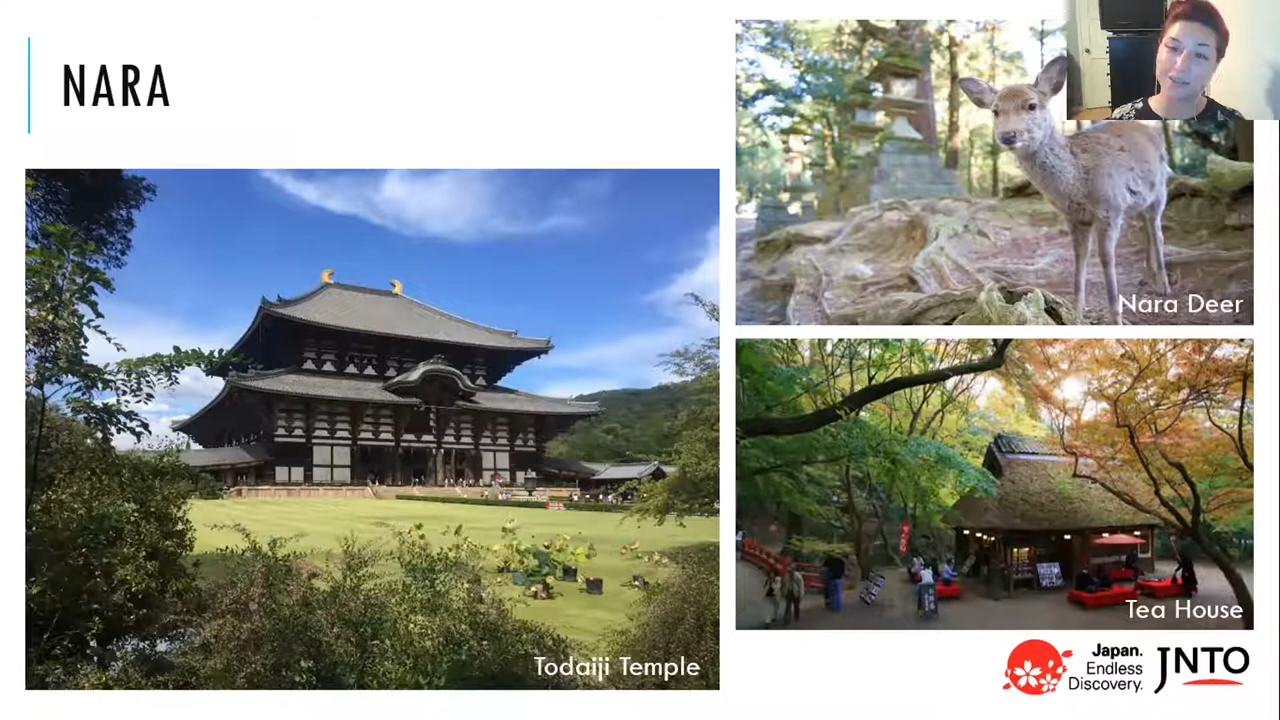 NARA
Nara Deer
Todaiji Temple
Tea House
Japan.
Endless
Discovery.
JNTO